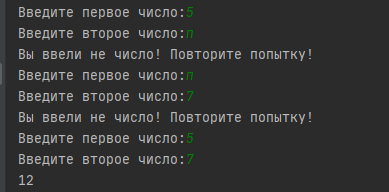 Введите первое число:5
Введите второе число:п
Вы ввели не число! Повторите попытку!
Введите первое число:п
Введите второе число:7
Вы ввели не число! Повторите попытку!
Введите первое число:5
Введите второе число:7
12